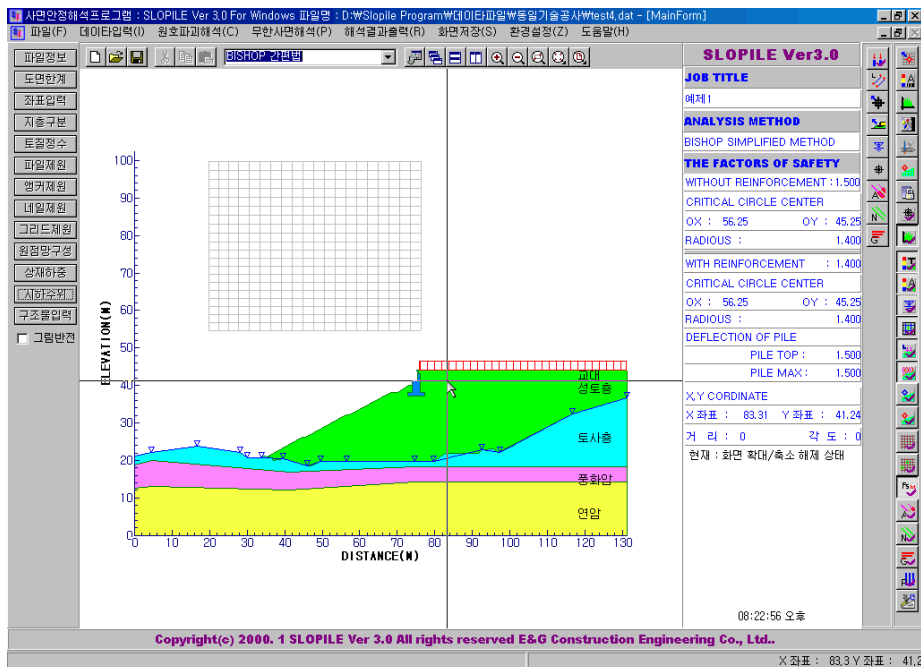 사면안정해석프로그램 : SLOPILE Ver 3,0 For Windows 파일명 : D:₩Slopile Program₩데이타파일₩동일기술공사₩test4,dat - [MainForm]
파일(F) 데이타입력(I) 원호파괴해석(C) 무한사면해석(P) 해석결과출력(R) 화면저장(S) 환경설정(Z) 도움말(H)
BISHOP 간편법
파일정보
도면한계
좌표입력
지층구분
토질정수
파일제원
앵커제원
네일제원
그리드제원
원점망구성
상재하중
지하수위
구조물입력
그림반전
ELEVATION(M)
100
90
80
70
60
50
40
30
20
10
0
교대
성토층
토사층
풍화암
연암
0 10 20 30 40 50 60 70 80 90 100 110 120 130
DISTANCE(M)
SLOPILE Ver3.0
JOB TITLE
예제1
ANALYSIS METHOD
BISHOP SIMPLIFIED METHOD
THE FACTORS OF SAFETY
WITHOUT REINFORCEMENT : 1.500
CRITICAL CIRCLE CENTER
OX : 56.25 OY : 45.25
RADIOUS : 1.400
WITH REINFORCEMENT : 1.400
CRITICAL CIRCLE CENTER
OX : 56.25 OY : 45.25
RADIOUS : 1.400
DEFLECTION OF PILE
PILE TOP : 1.500
PILE MAX : 1.500
X,Y CORDINATE
X 좌표 : 83.31 Y 좌표 : 41.24
거 리 : 0 각 도 : 0
현재 : 화면 확대/축소 해제 상태
08:22:56 오후
Copyright(c) 2000. 1 SLOPILE Ver 3.0 All rights reserved E&G Construction Engineering Co., Ltd..
X 좌표 : 83,3 Y 좌표 : 41,2